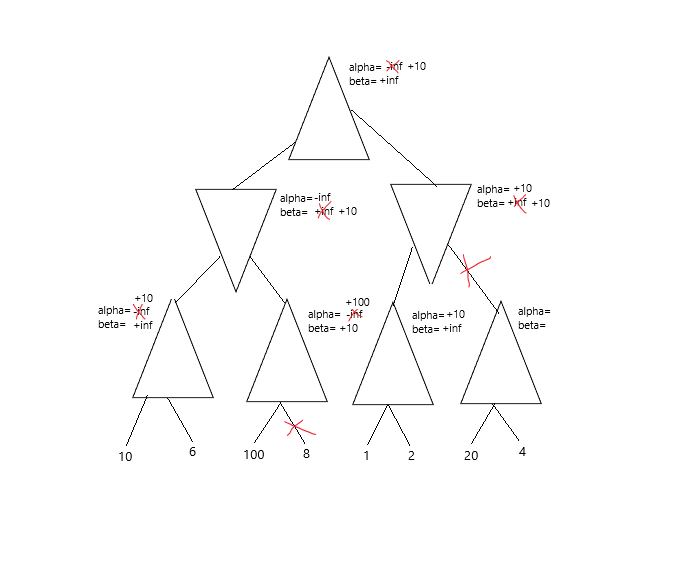 alpha= -inf +10
beta= +inf
alpha= -inf
beta= +inf +10
alpha= +10
beta= +inf +10
+10
alpha= -inf
beta= +inf
+100
alpha= -inf
beta= +10
alpha= +10
beta= +inf
alpha=
beta=
10
6
100
8
1
2
20
4